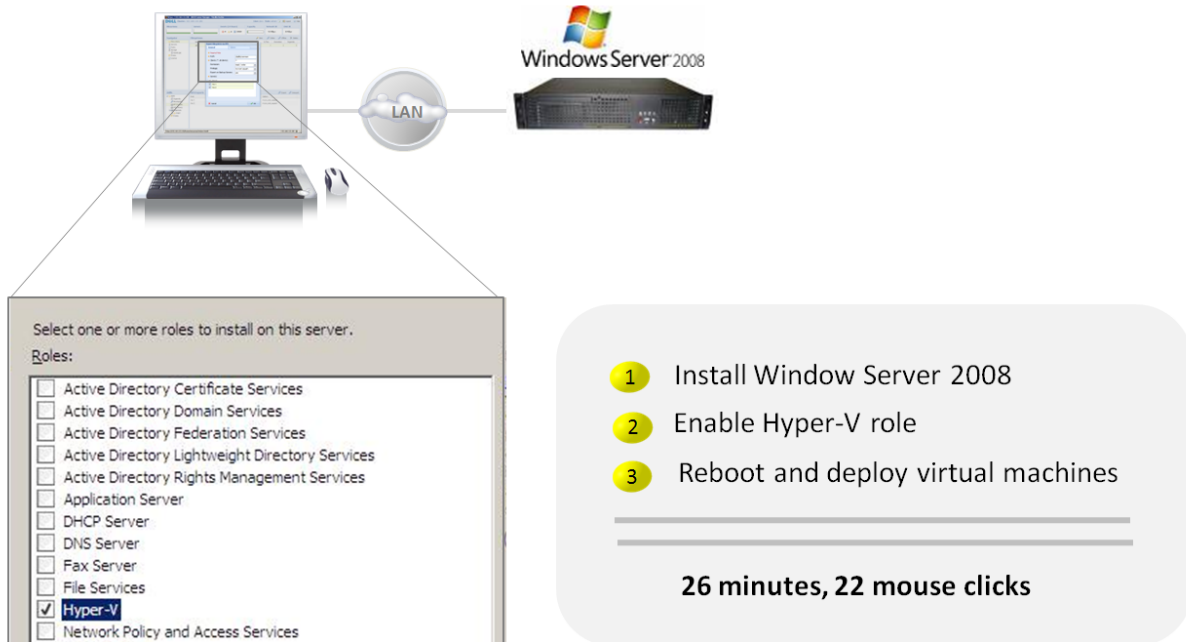 Windows Server 2008
LAN
Select one or more roles to install on this server.
Roles:
Active Directory Certificate Services
Active Directory Domain Services
Active Directory Federation Services
Active Directory Lightweight Directory Services
Active Directory Rights Management Services
Application Server
DHCP Server
DNS Server
Fax Server
File Services
Hyper-V
Network Policy and Access Services
1 Install Window Server 2008
2 Enable Hyper-V role
3 Reboot and deploy virtual machines
26 minutes, 22 mouse clicks